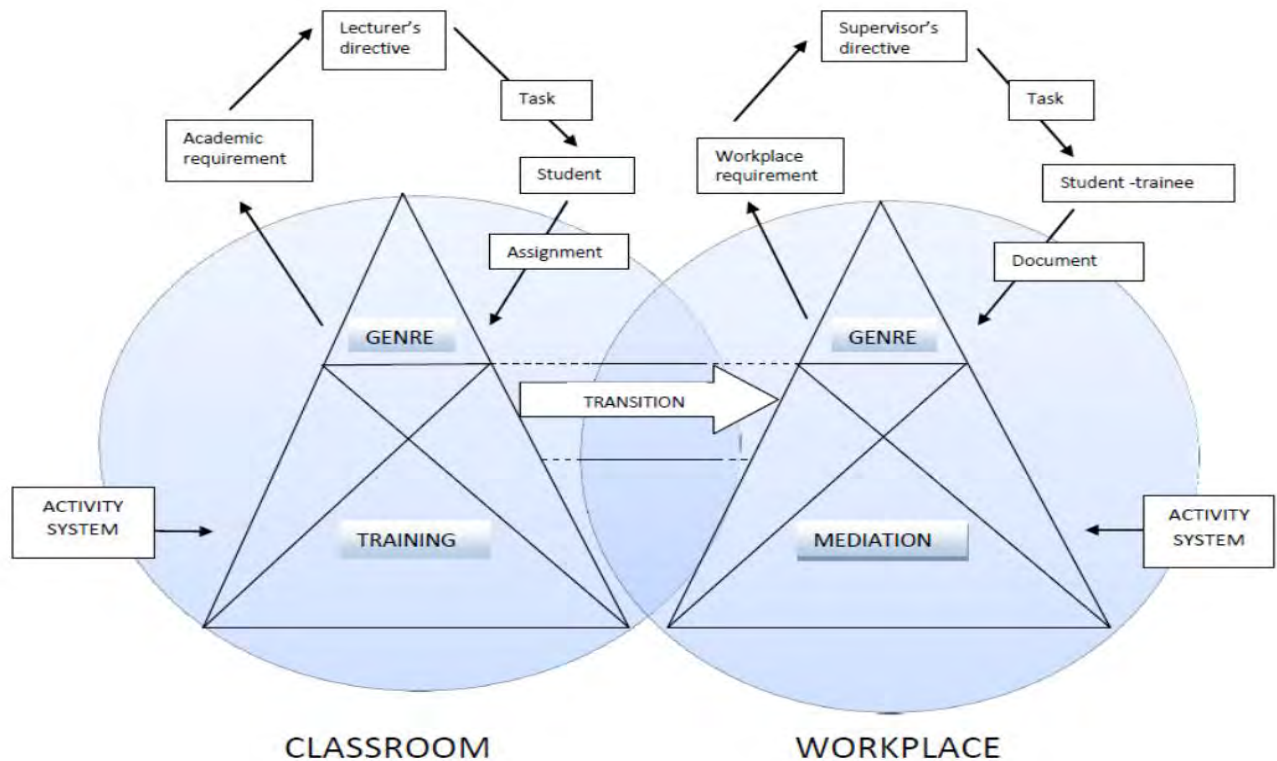 Lecturer's
directive
Task
Academic
requirement
Student
Assignment
GENRE
TRAINING
ACTIVITY
SYSTEM
TRANSITION
Supervisor's
directive
Task
Workplace
requirement
Student -trainee
Document
GENRE
MEDIATION
ACTIVITY
SYSTEM
CLASSROOM
WORKPLACE